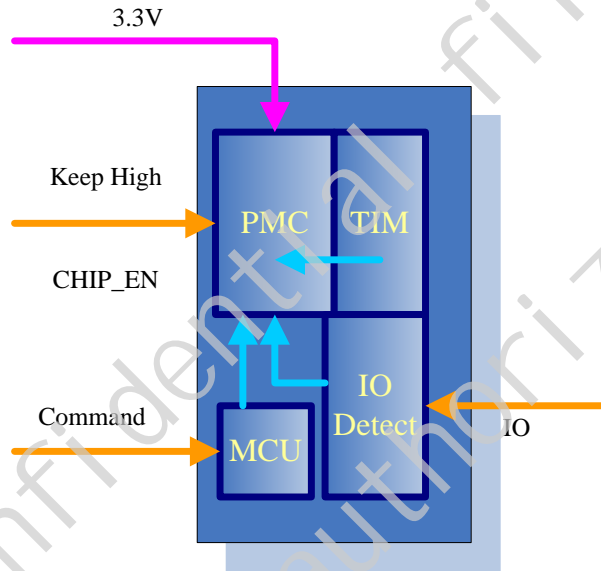 3.3V
Keep High
PMC
TIM
CHIP_EN
IO
Detect
Command
IO
MCU